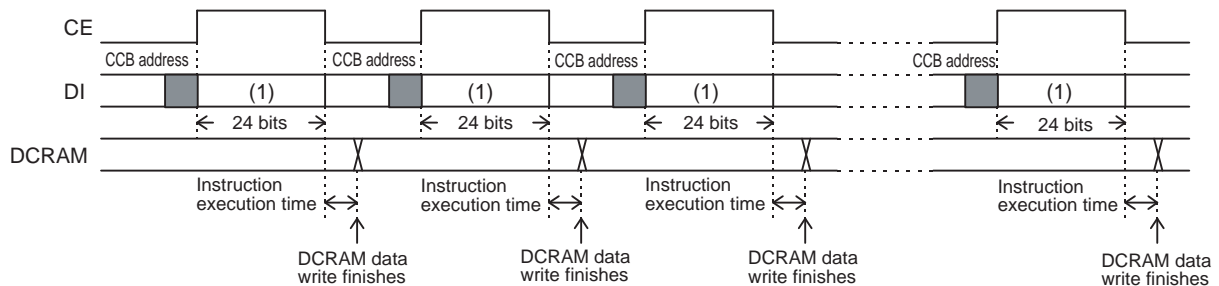 CE
CCB address CCB address CCB address CCB address
DI (1) (1) (1) (1)
24 bits 24 bits 24 bits 24 bits
DCRAM
Instruction Instruction Instruction Instruction
execution time execution time execution time execution time
DCRAM data DCRAM data DCRAM data DCRAM data
write finishes write finishes write finishes write finishes